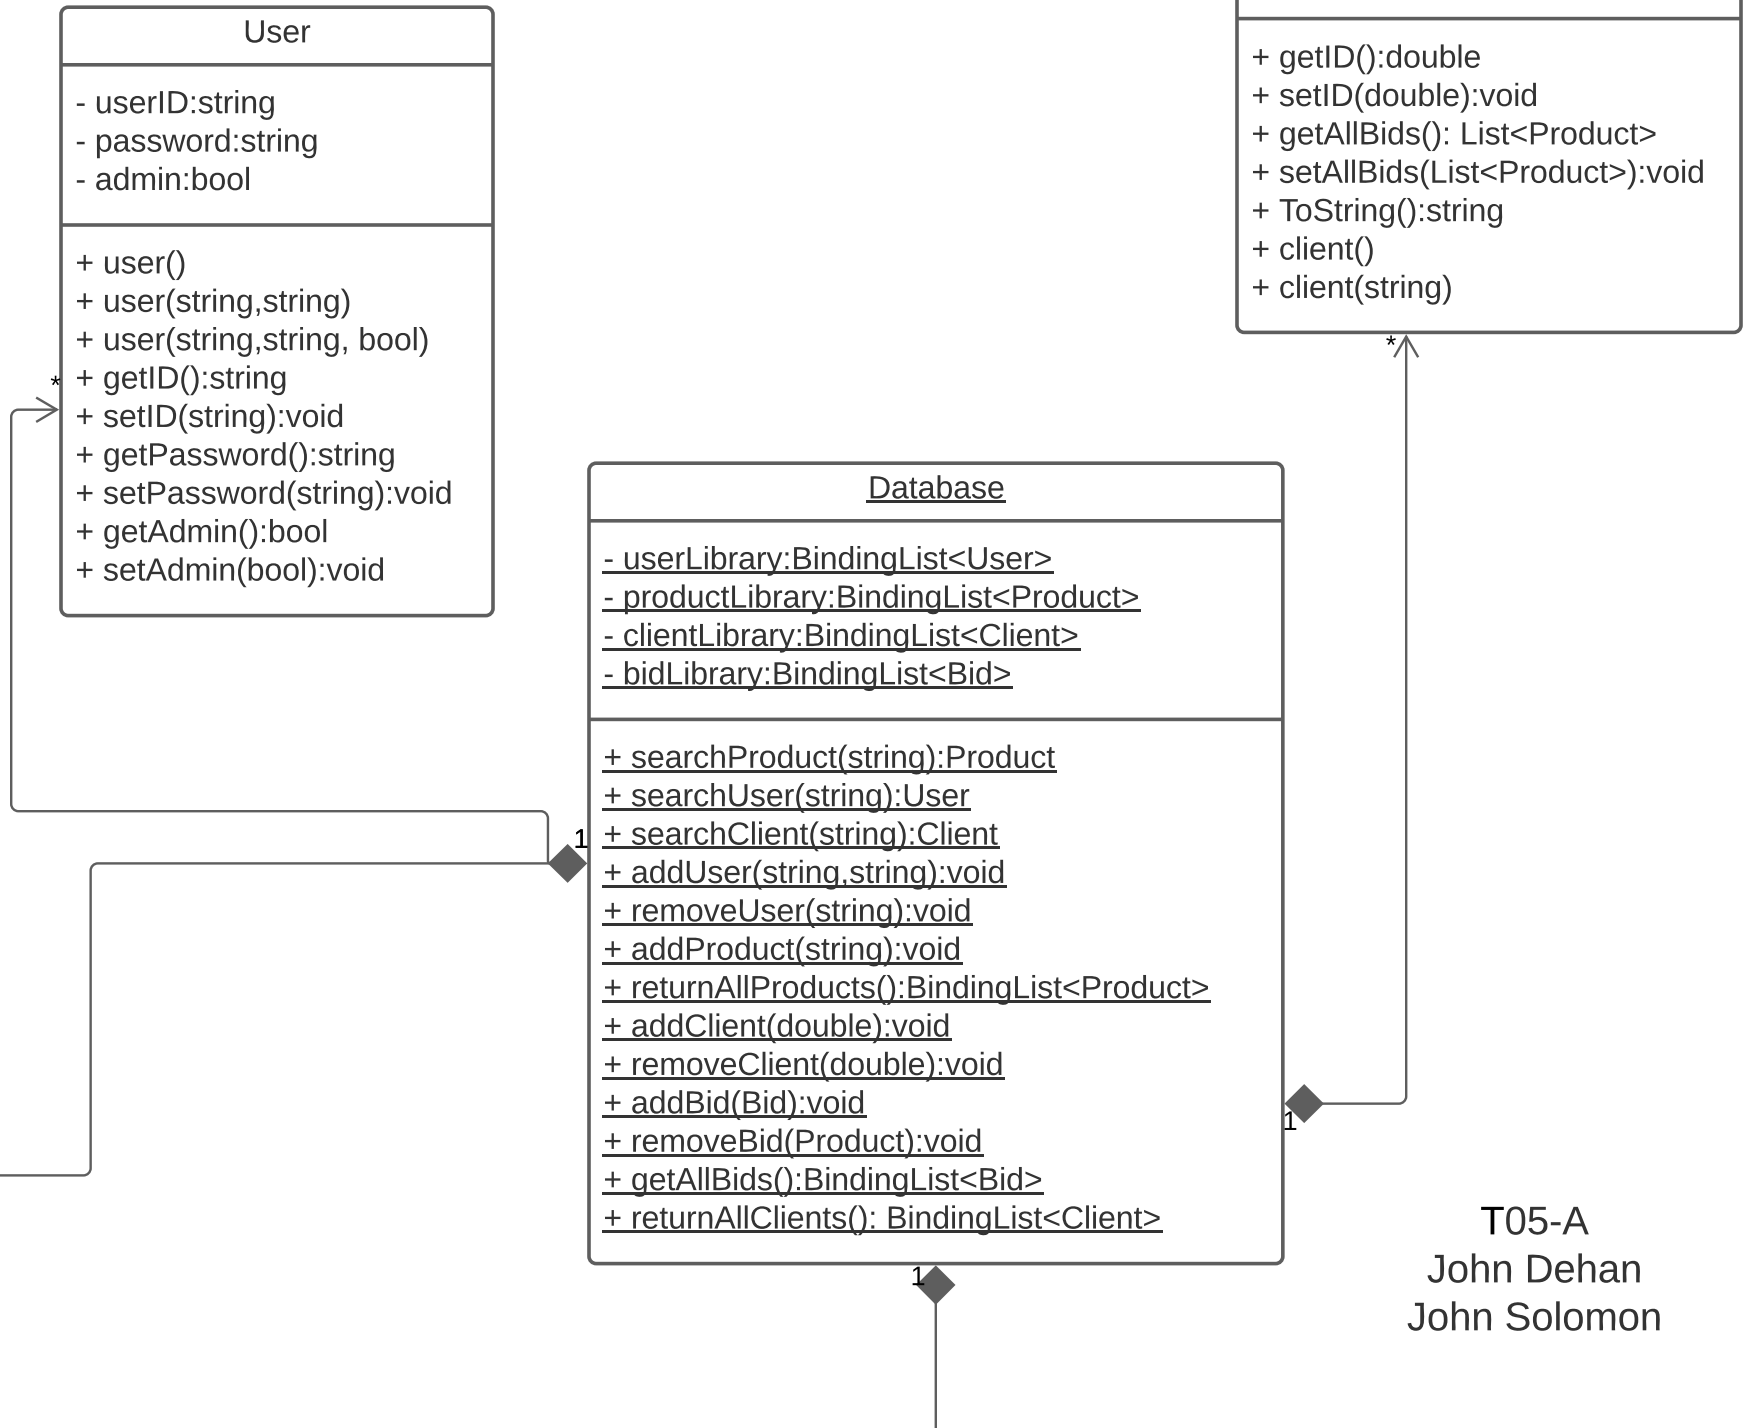 User
- userID:string
- password:string
- admin:bool
+ user()
+ user(string,string)
+ user(string,string, bool)
+ getID():string
+ setID(string):void
+ getPassword():string
+ setPassword(string):void
+ getAdmin():bool
+ setAdmin(bool):void
*
+ getID():double
+ setID(double):void
+ getAllBids(): List<Product>
+ setAllBids(List<Product>):void
+ ToString():string
+ client()
+ client(string)
*
Database
- userLibrary:BindingList<User>
- productLibrary:BindingList<Product>
- clientLibrary:BindingList<Client>
- bidLibrary:BindingList<Bid>
+ searchProduct(string):Product
+ searchUser(string):User
+ searchClient(string):Client
+ addUser(string,string):void
+ removeUser(string):void
+ addProduct(string):void
+ returnAllProducts():BindingList<Product>
+ addClient(double):void
+ removeClient(double):void
+ addBid(Bid):void
+ removeBid(Product):void
+ getAllBids():BindingList<Bid>
+ returnAllClients(): BindingList<Client>
1
1
1
T05-A
John Dehan
John Solomon